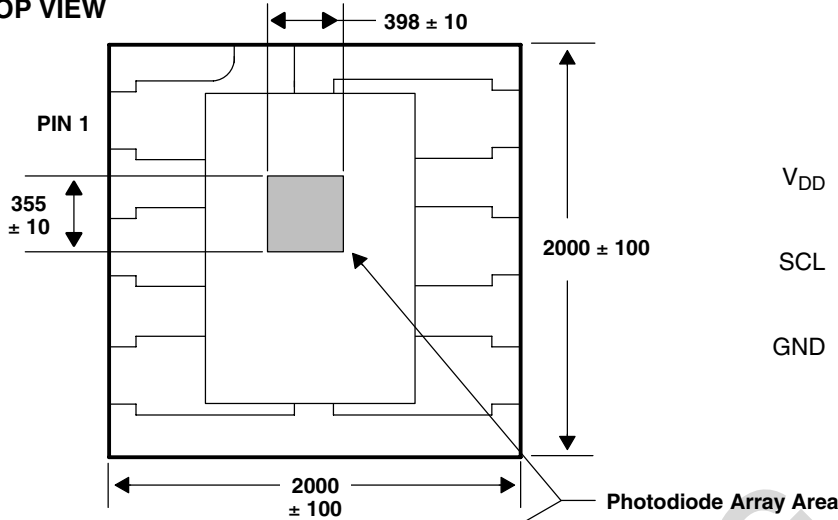 OP VIEW
398 ± 10
PIN 1
355
± 10
2000 ± 100
V_DD
SCL
GND
2000
± 100
Photodiode Array Area